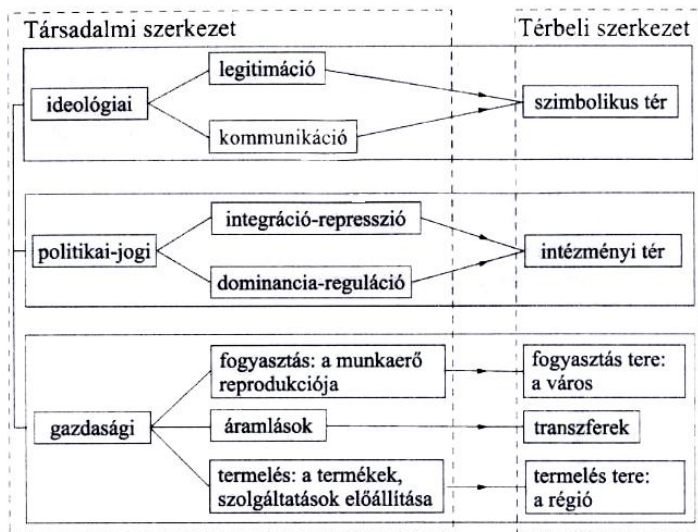 Társadalmi szerkezet
Térbeli szerkezet
ideológiai
legitimáció
kommunikáció
szimbolikus tér
politikai-jogi
integráció-represszió
dominancia-reguláció
intézményi tér
gazdasági
fogyasztás: a munkaerő
reprodukciója
fogyasztás tere:
a város
áramlások
transzferek
termelés: a termékek,
szolgáltatások előállítása
termelés tere:
a régió